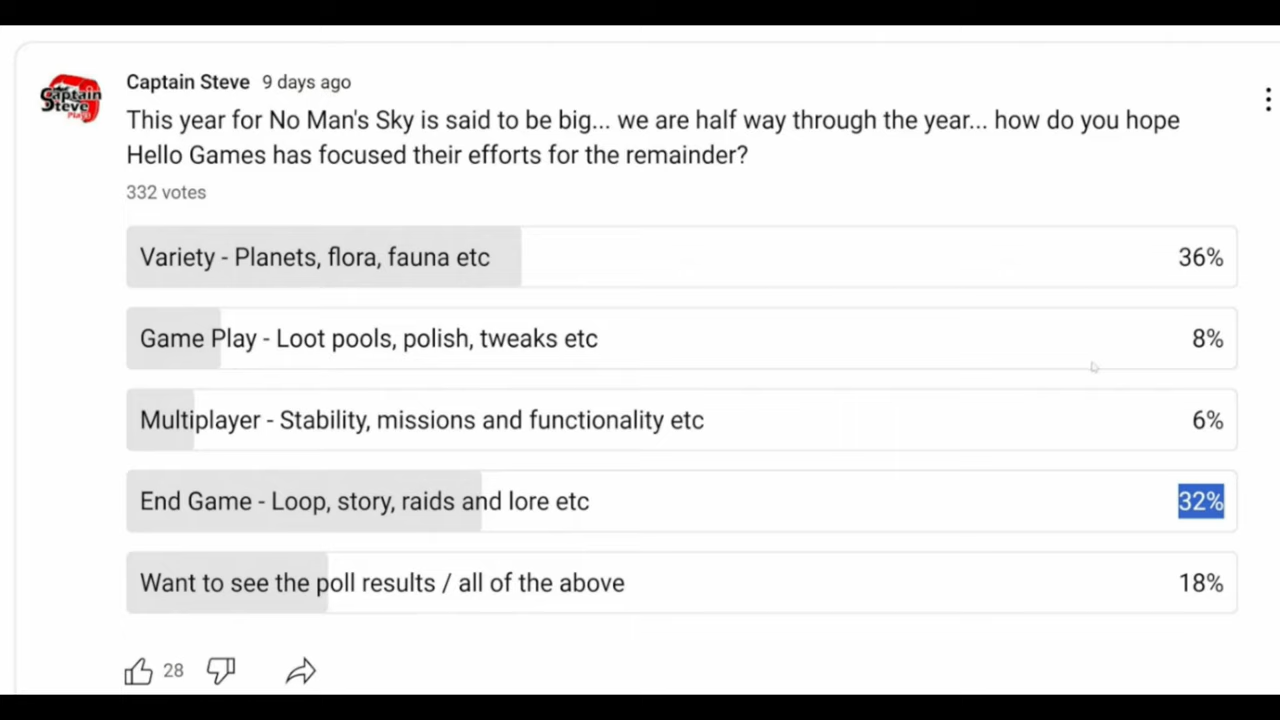 Captain Steve Plays
Captain Steve 9 days ago
This year for No Man's Sky is said to be big... we are half way through the year... how do you hope
Hello Games has focused their efforts for the remainder?
332 votes
Variety - Planets, flora, fauna etc 36%
Game Play - Loot pools, polish, tweaks etc 8%
Multiplayer - Stability, missions and functionality etc 6%
End Game - Loop, story, raids and lore etc 32%
Want to see the poll results / all of the above 18%
28